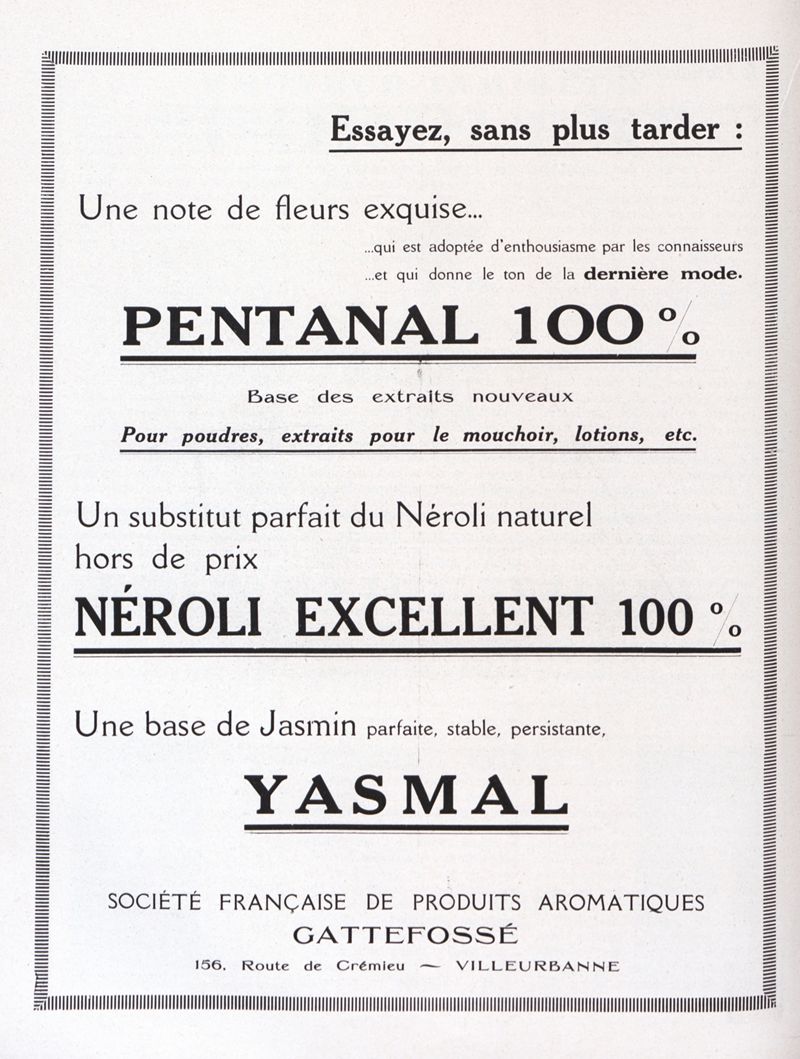 Essayez, sans plus tarder :
Une note de fleurs exquise...
...qui est adoptée d'enthousiasme par les connaisseurs
...et qui donne le ton de la dernière mode.
PENTANAL 100 %
Base des extraits nouveaux
Pour poudres, extraits pour le mouchoir, lotions, etc.
Un substitut parfait du Néroli naturel
hors de prix
NÉROLI EXCELLENT 100 %
Une base de Jasmin parfaite, stable, persistante,
YASMAL
SOCIÉTÉ FRANÇAISE DE PRODUITS AROMATIQUES
GATTEFOSSÉ
156, Route de Crémieu — VILLEURBANNE